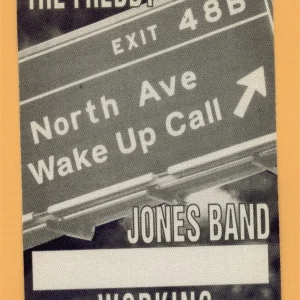 THE FREDDY
EXIT 48B
North Ave
Wake Up Call
JONES BAND
WORKING